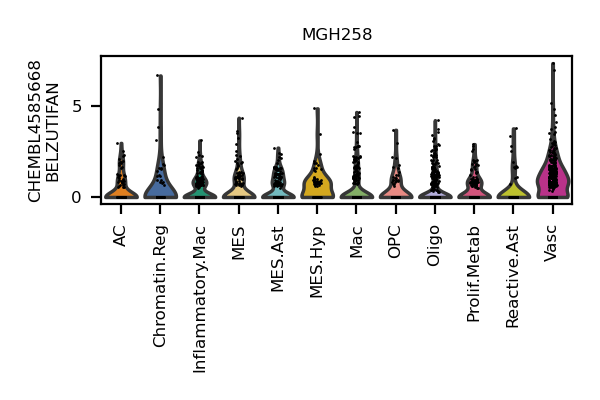 MGH258
CHEMBL4585668
BELZUTIFAN
5
0
AC
Chromatin.Reg
Inflammatory.Mac
MES
MES.Ast
MES.Hyp
Mac
OPC
Oligo
Prolif.Metab
Reactive.Ast
Vasc